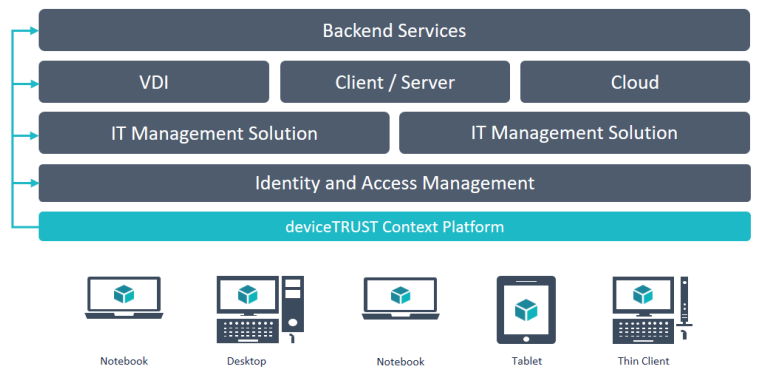 Backend Services
VDI
Client / Server
Cloud
IT Management Solution
IT Management Solution
Identity and Access Management
deviceTRUST Context Platform
Notebook
Desktop
Notebook
Tablet
Thin Client